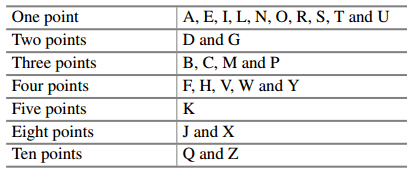 One point A, E, I, L, N, O, R, S, T and U
Two points D and G
Three points B, C, M and P
Four points F, H, V, W and Y
Five points K
Eight points J and X
Ten points Q and Z